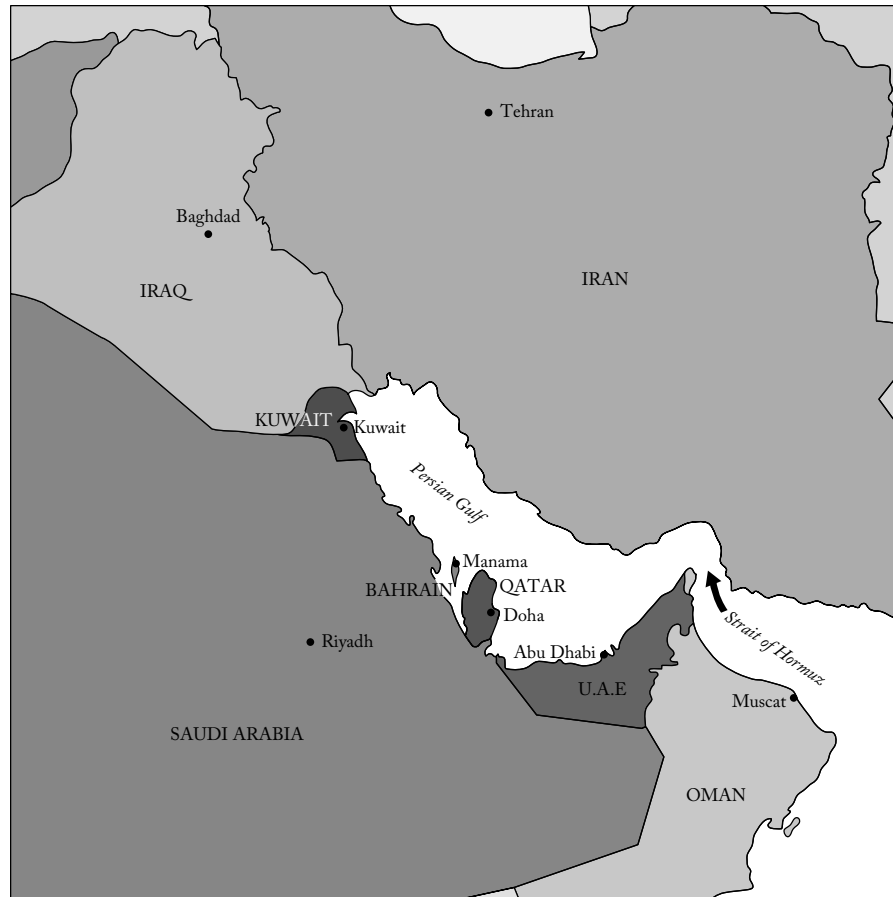 Tehran
Baghdad
IRAN
IRAQ
KUWAIT
Kuwait
Persian Gulf
Manama
BAHRAIN
QATAR
Doha
Strait of Hormuz
Riyadh
Abu Dhabi
U.A.E
Muscat
SAUDI ARABIA
OMAN